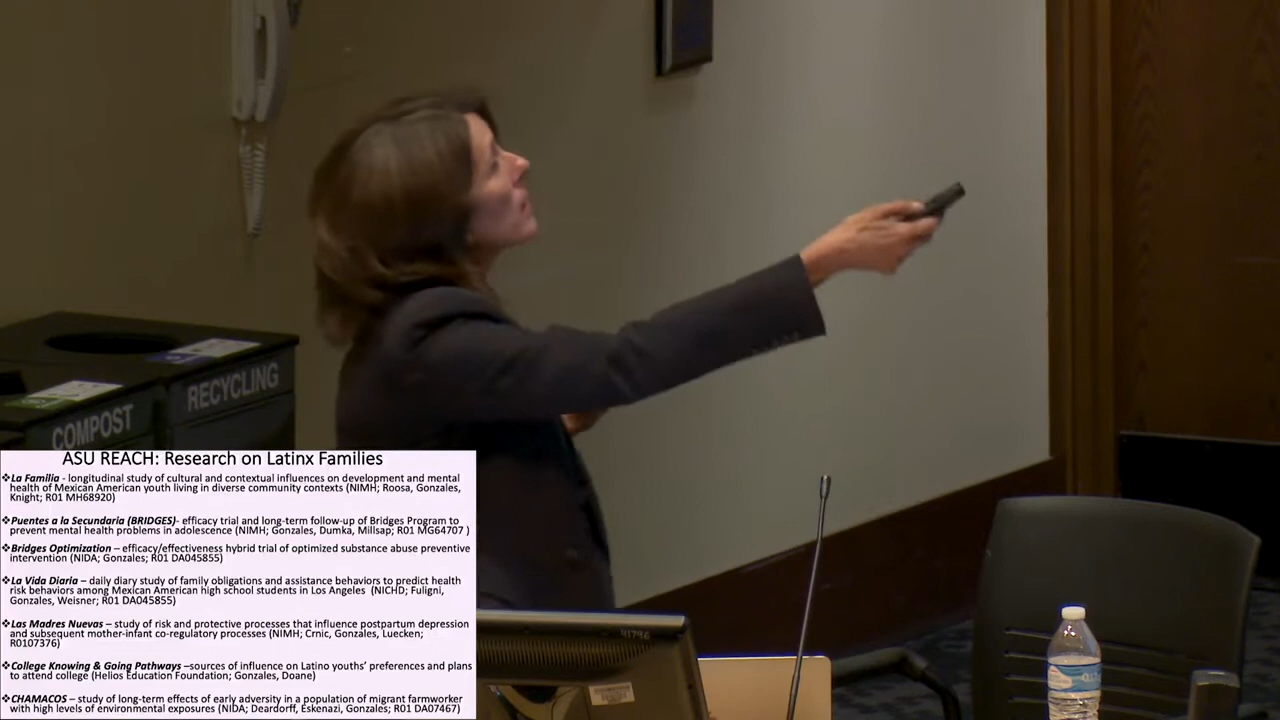 RECYCLING
COMPOST
ASU REACH: Research on Latinx Families
❖La Familia - longitudinal study of cultural and contextual influences on development and mental
health of Mexican American youth living in diverse community contexts (NIMH; Roosa, Gonzales,
Knight; R01 MH68920)
❖Puentes a la Secundaria (BRIDGES)- efficacy trial and long-term follow-up of Bridges Program to
prevent mental health problems in adolescence (NIMH; Gonzales, Dumka, Millsap; R01 MG64707 )
❖Bridges Optimization – efficacy/effectiveness hybrid trial of optimized substance abuse preventive
intervention (NIDA; Gonzales; R01 DA045855)
❖La Vida Diaria – daily diary study of family obligations and assistance behaviors to predict health
risk behaviors among Mexican American high school students in Los Angeles (NICHD; Fuligni,
Gonzales, Weisner; R01 DA045855)
❖Las Madres Nuevas – study of risk and protective processes that influence postpartum depression
and subsequent mother-infant co-regulatory processes (NIMH; Crnic, Gonzales, Luecken;
R0107376)
❖College Knowing & Going Pathways –sources of influence on Latino youths' preferences and plans
to attend college (Helios Education Foundation; Gonzales, Doane)
❖CHAMACOS – study of long-term effects of early adversity in a population of migrant farmworker
with high levels of environmental exposures (NIDA; Deardorff, Eskenazi, Gonzales; R01 DA07467)